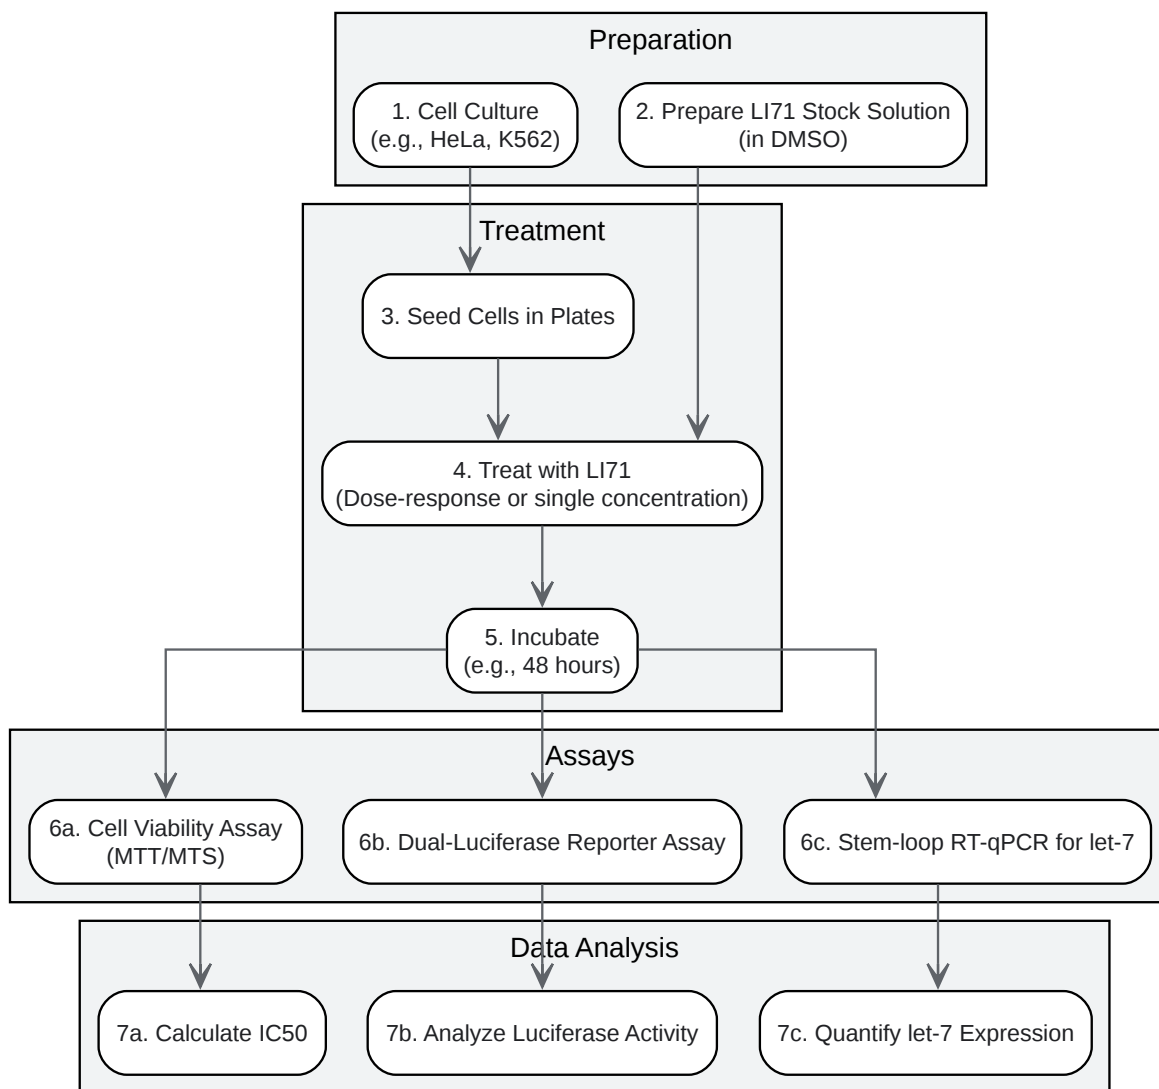 Preparation
1. Cell Culture
(e.g., HeLa, K562)
2. Prepare LI71 Stock Solution
(in DMSO)
Treatment
3. Seed Cells in Plates
4. Treat with LI71
(Dose-response or single concentration)
5. Incubate
(e.g., 48 hours)
Assays
6a. Cell Viability Assay
(MTT/MTS)
6b. Dual-Luciferase Reporter Assay
6c. Stem-loop RT-qPCR for let-7
Data Analysis
7a. Calculate IC50
7b. Analyze Luciferase Activity
7c. Quantify let-7 Expression